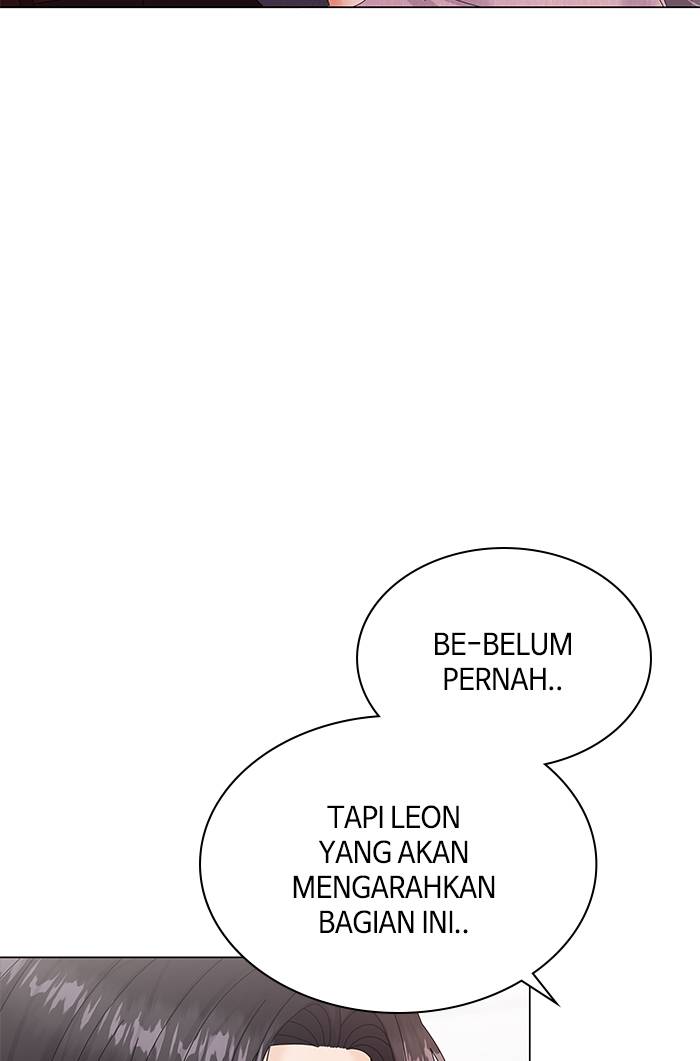 BE-BELUM
PERNAH..
TAPI LEON
YANG AKAN
MENGARAHKAN
BAGIAN INI..